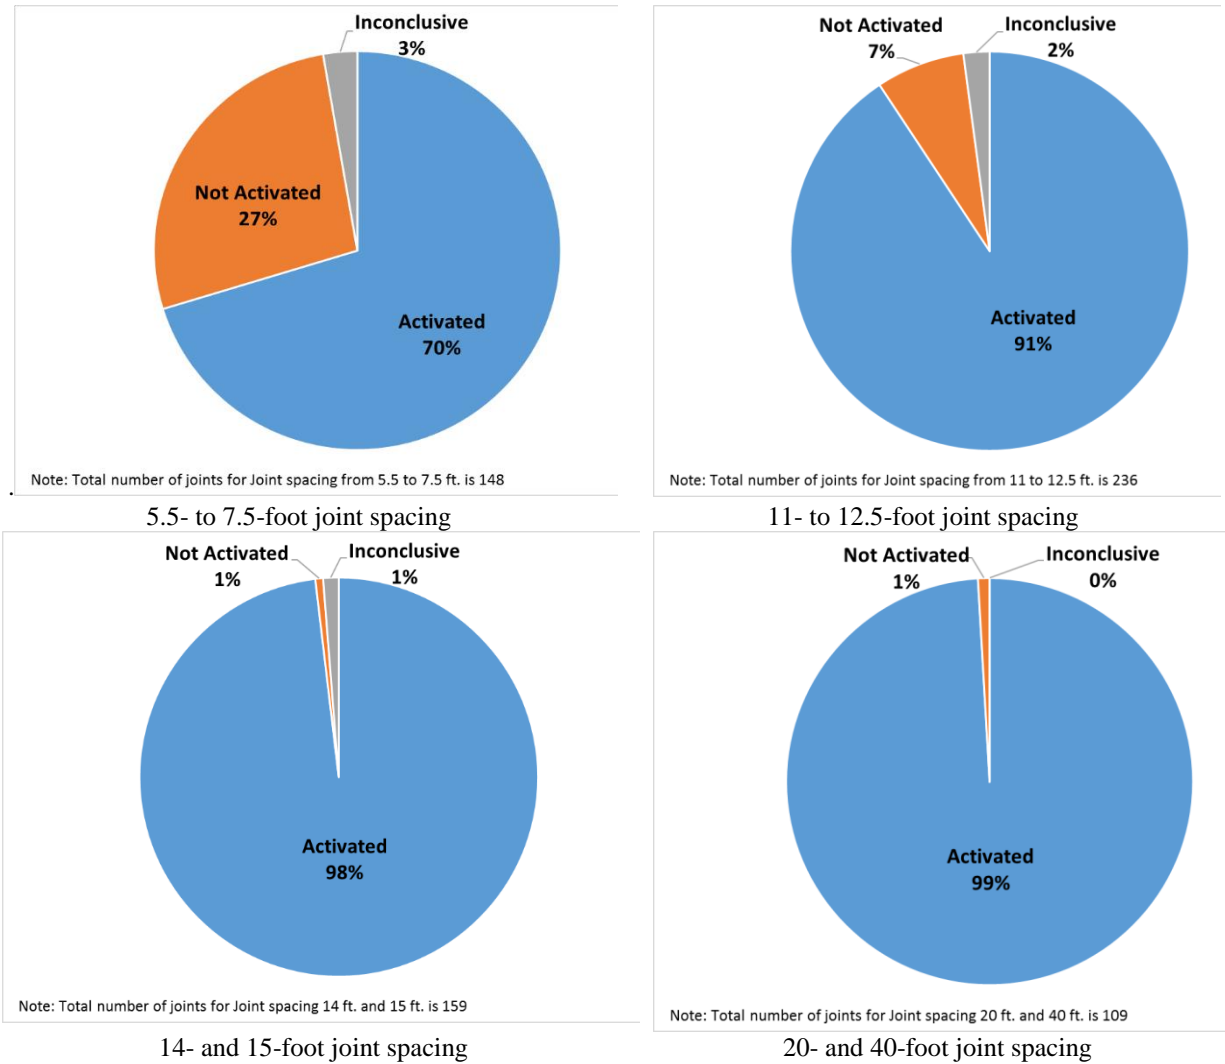 Inconclusive
3%
Not Activated
27%
Activated
70%
Note: Total number of joints for Joint spacing from 5.5 to 7.5 ft. is 148
.
5.5- to 7.5-foot joint spacing
Not Activated
7%
Inconclusive
2%
Activated
91%
Note: Total number of joints for Joint spacing from 11 to 12.5 ft. is 236
11- to 12.5-foot joint spacing
Not Activated
1%
Inconclusive
1%
Activated
98%
Note: Total number of joints for Joint spacing 14 ft. and 15 ft. is 159
14- and 15-foot joint spacing
Not Activated
1%
Inconclusive
0%
Activated
99%
Note: Total number of joints for Joint spacing 20 ft. and 40 ft. is 109
20- and 40-foot joint spacing